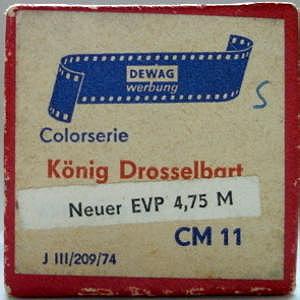 DEWAG
werbung
S
Colorserie
König Drosselbart
Neuer EVP 4,75 M
CM 11
J III/209/74